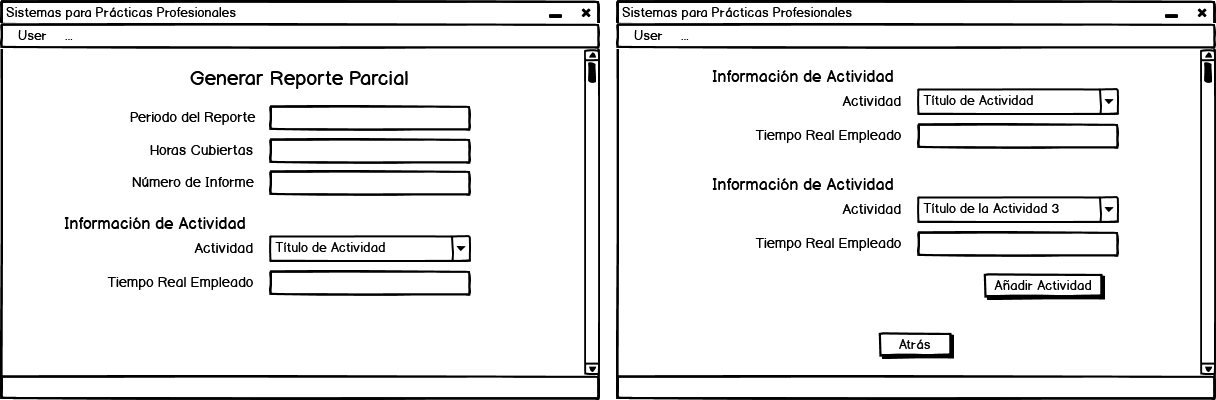 Sistemas para Prácticas Profesionales
User ...
Generar Reporte Parcial
Periodo del Reporte
Horas Cubiertas
Número de Informe
Información de Actividad
Actividad Título de Actividad
Tiempo Real Empleado
Sistemas para Prácticas Profesionales
User ...
Información de Actividad
Actividad Título de Actividad
Tiempo Real Empleado
Información de Actividad
Actividad Título de la Actividad 3
Tiempo Real Empleado
Añadir Actividad
Atrás